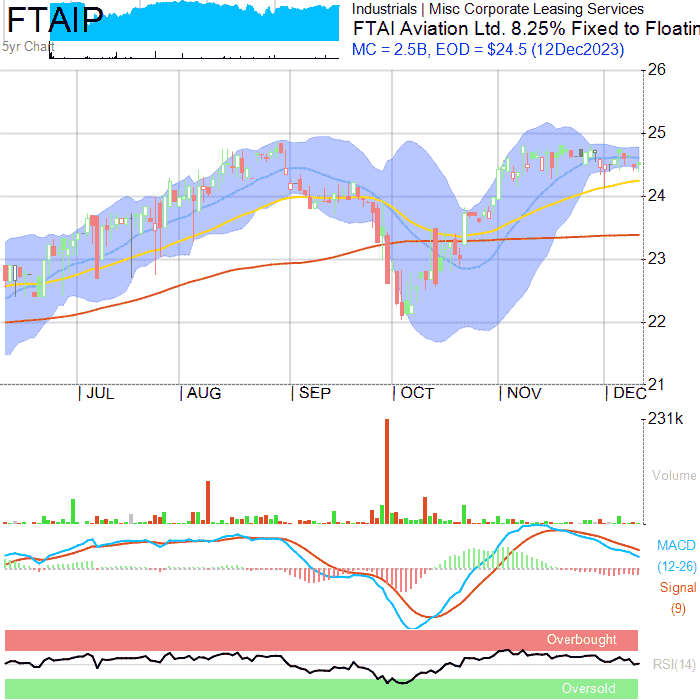 FTAIP
5yr Chart
Industrials | Misc Corporate Leasing Services
FTAI Aviation Ltd. 8.25% Fixed to Floatin
MC = 2.5B, EOD = $24.5 (12Dec2023)
26
25
24
23
22
21
| JUL | AUG | SEP | OCT | NOV | DEC
231k
Volume
MACD
(12-26)
Signal
(9)
Overbought
RSI(14)
Oversold